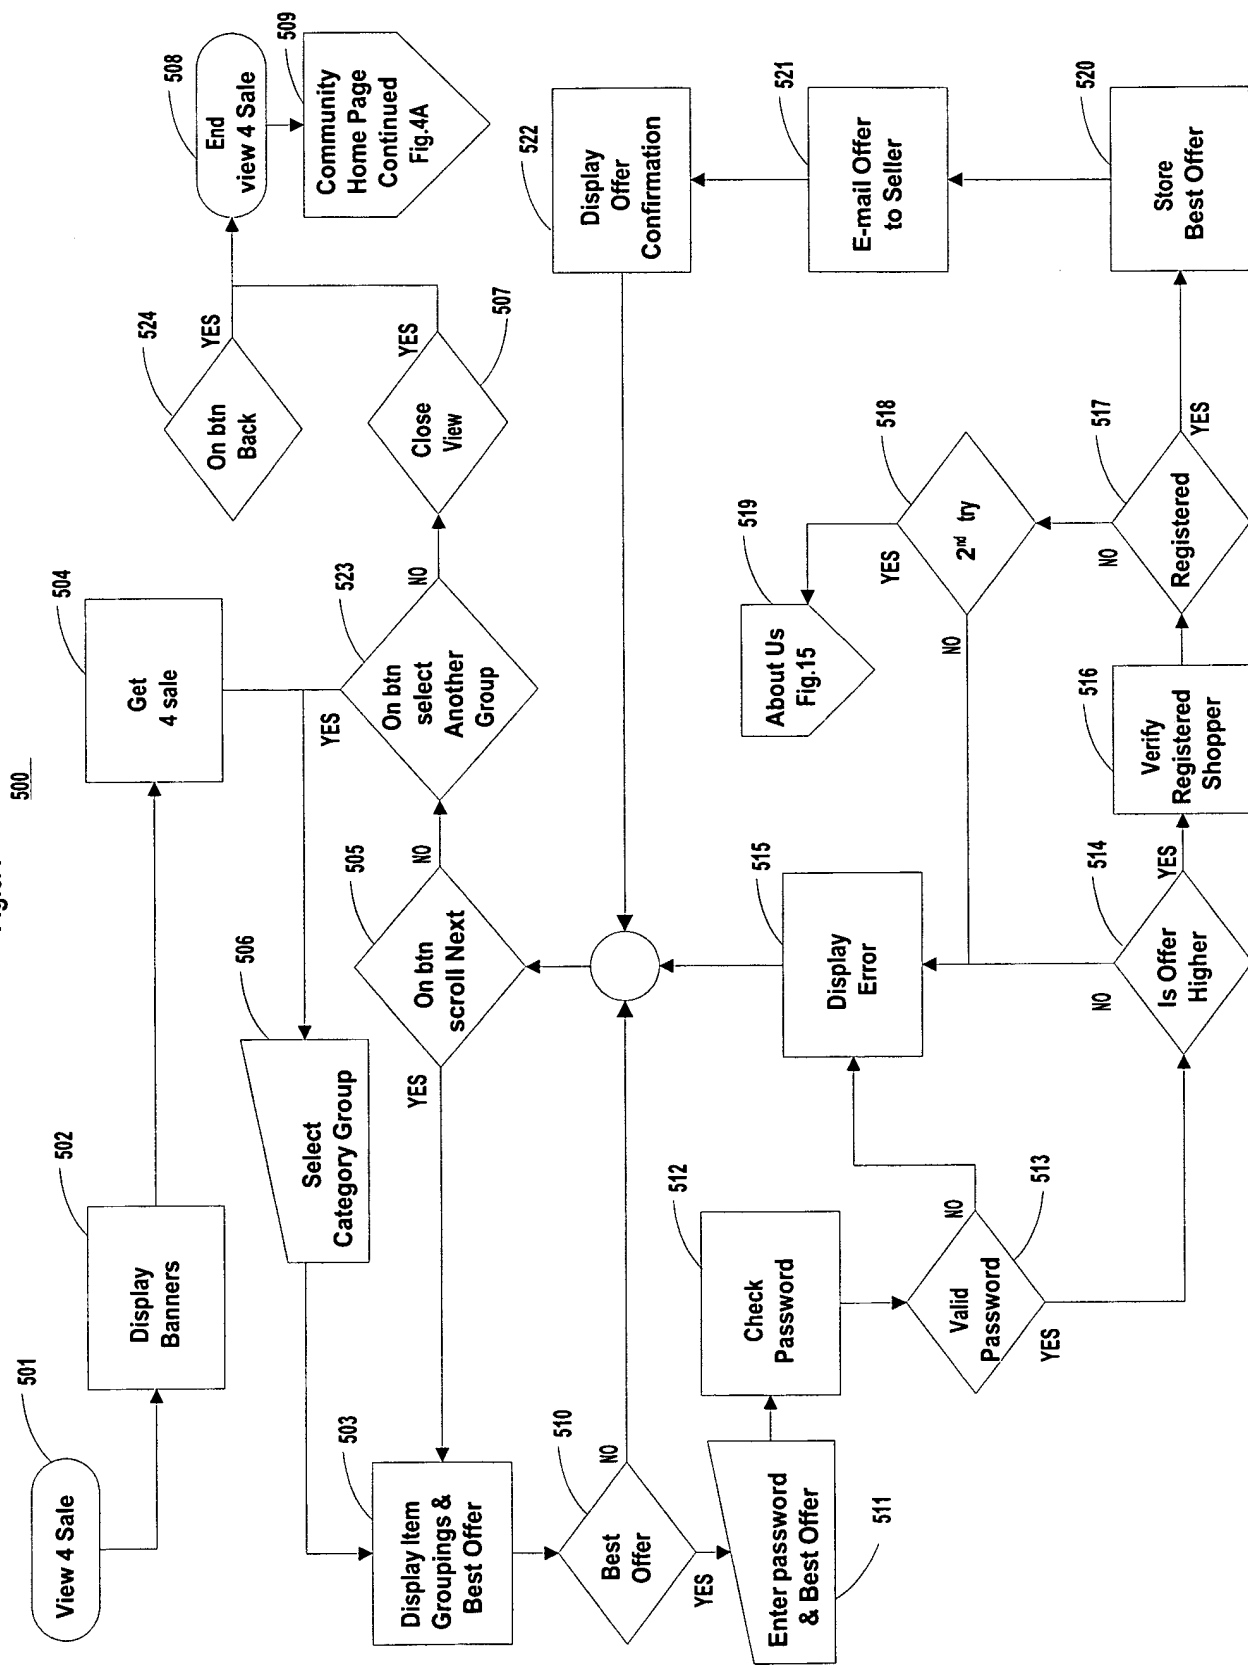 500
501
View 4 Sale
502
Display
Banners
504
Get
4 sale
508
End
view 4 Sale
509
Community
Home Page
Continued
Fig.4A
524
On btn
Back
YES
507
Close
View
YES
523
On btn
select
Another
Group
YES
NO
505
On btn
scroll Next
NO
YES
506
Select
Category Group
503
Display Item
Groupings &
Best Offer
510
Best
Offer
NO
YES
511
Enter password
& Best Offer
512
Check
Password
513
Valid
Password
NO
YES
515
Display
Error
514
Is Offer
Higher
NO
YES
516
Verify
Registered
Shopper
517
Registered
NO
YES
518
2nd try
YES
NO
519
About Us
Fig.15
520
Store
Best Offer
521
E-mail Offer
to Seller
522
Display
Offer
Confirmation